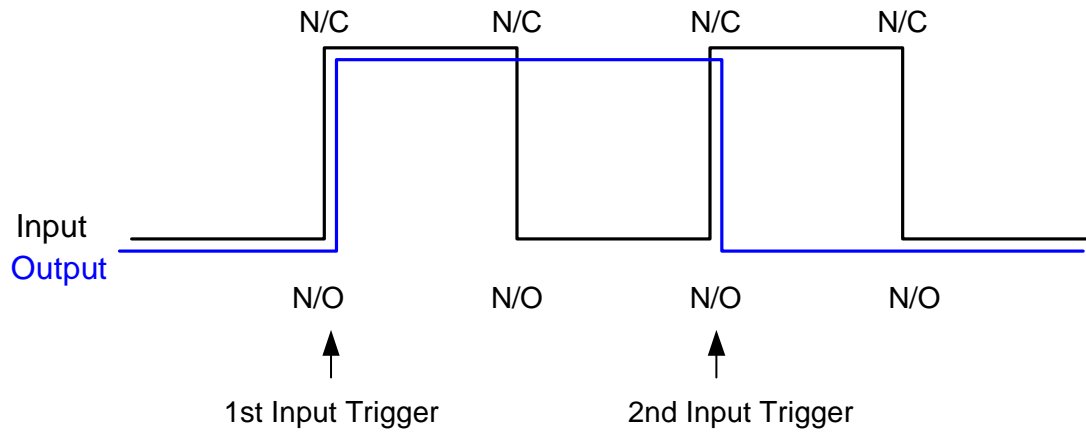 N/C N/C N/C N/C
Input
Output
N/O N/O N/O N/O
1st Input Trigger 2nd Input Trigger